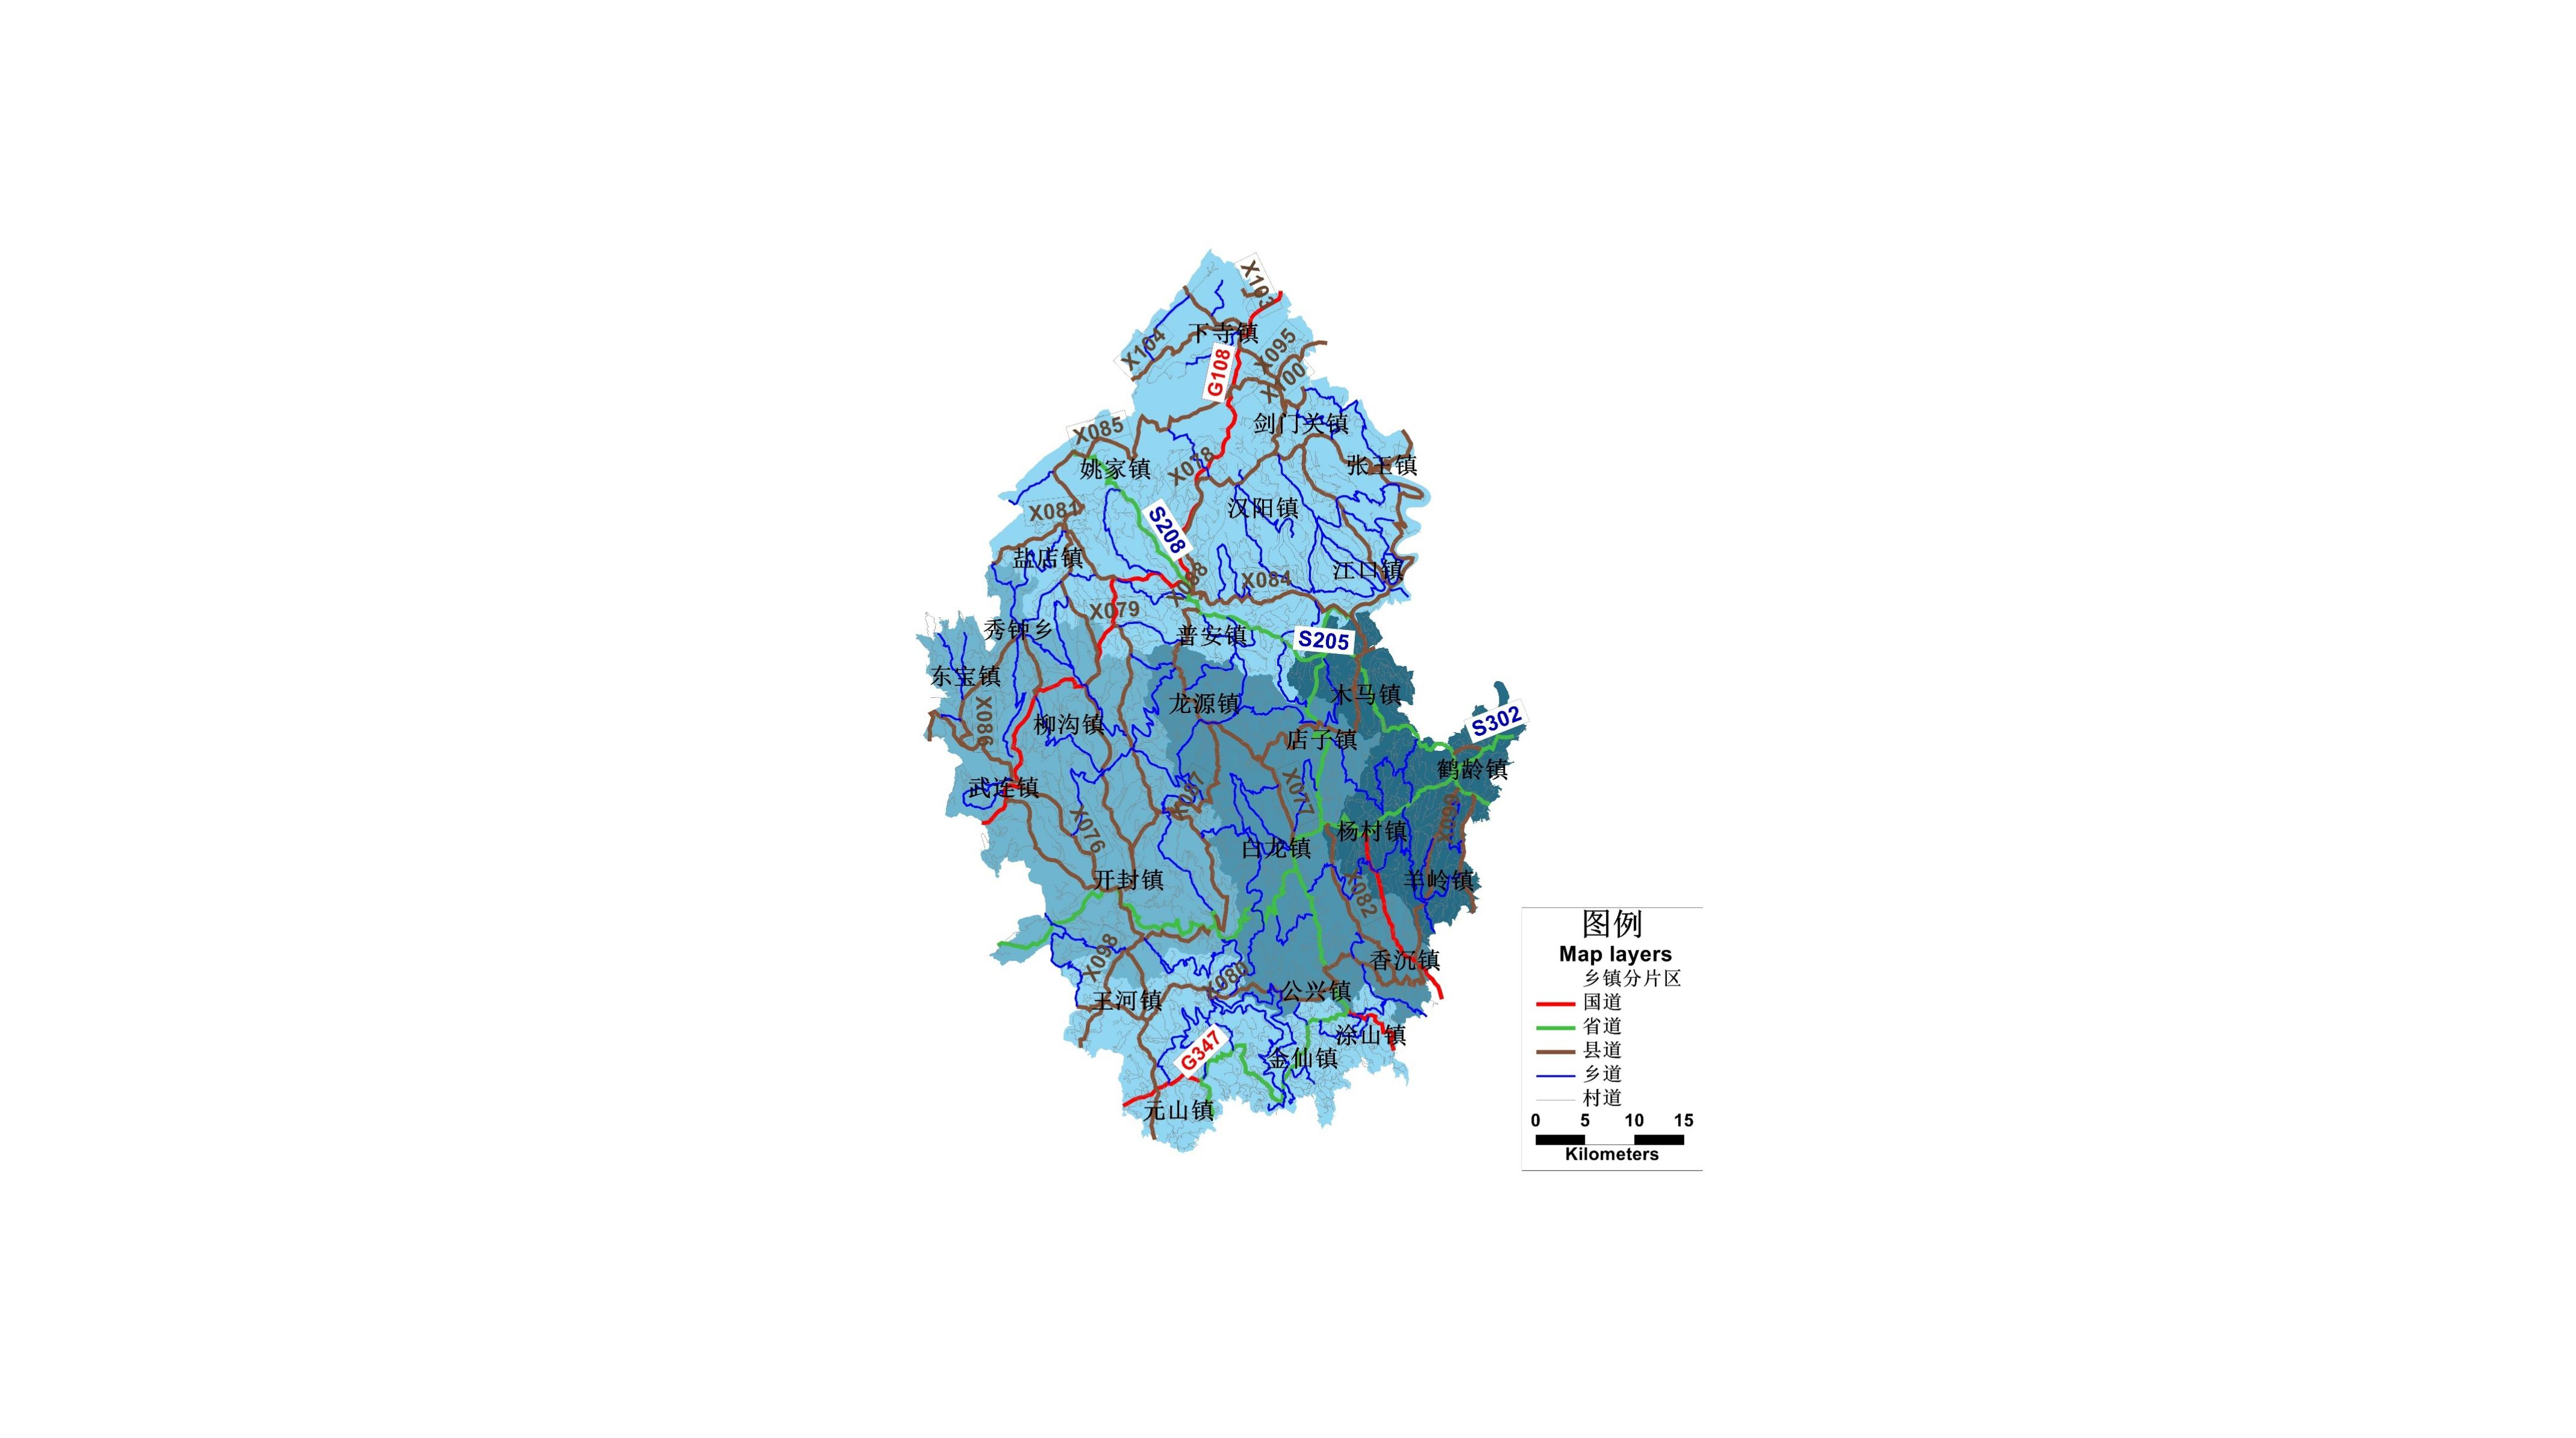 X103
下寺镇
X104
X095
G108
X100
剑门关镇
X085
姚家镇
X078
张王镇
汉阳镇
X081
S208
盐店镇
江口镇
X084
X079
秀钟乡
普安镇
S205
东宝镇
木马镇
龙源镇
X086
柳沟镇
S302
店子镇
鹤龄镇
武连镇
X077
X076
杨村镇
白龙镇
开封镇
羊岭镇
X082
X098
香沉镇
X080
公兴镇
王河镇
涂山镇
G347
金仙镇
元山镇
图例
Map layers
乡镇分片区
国道
省道
县道
乡道
村道
0 5 10 15
Kilometers